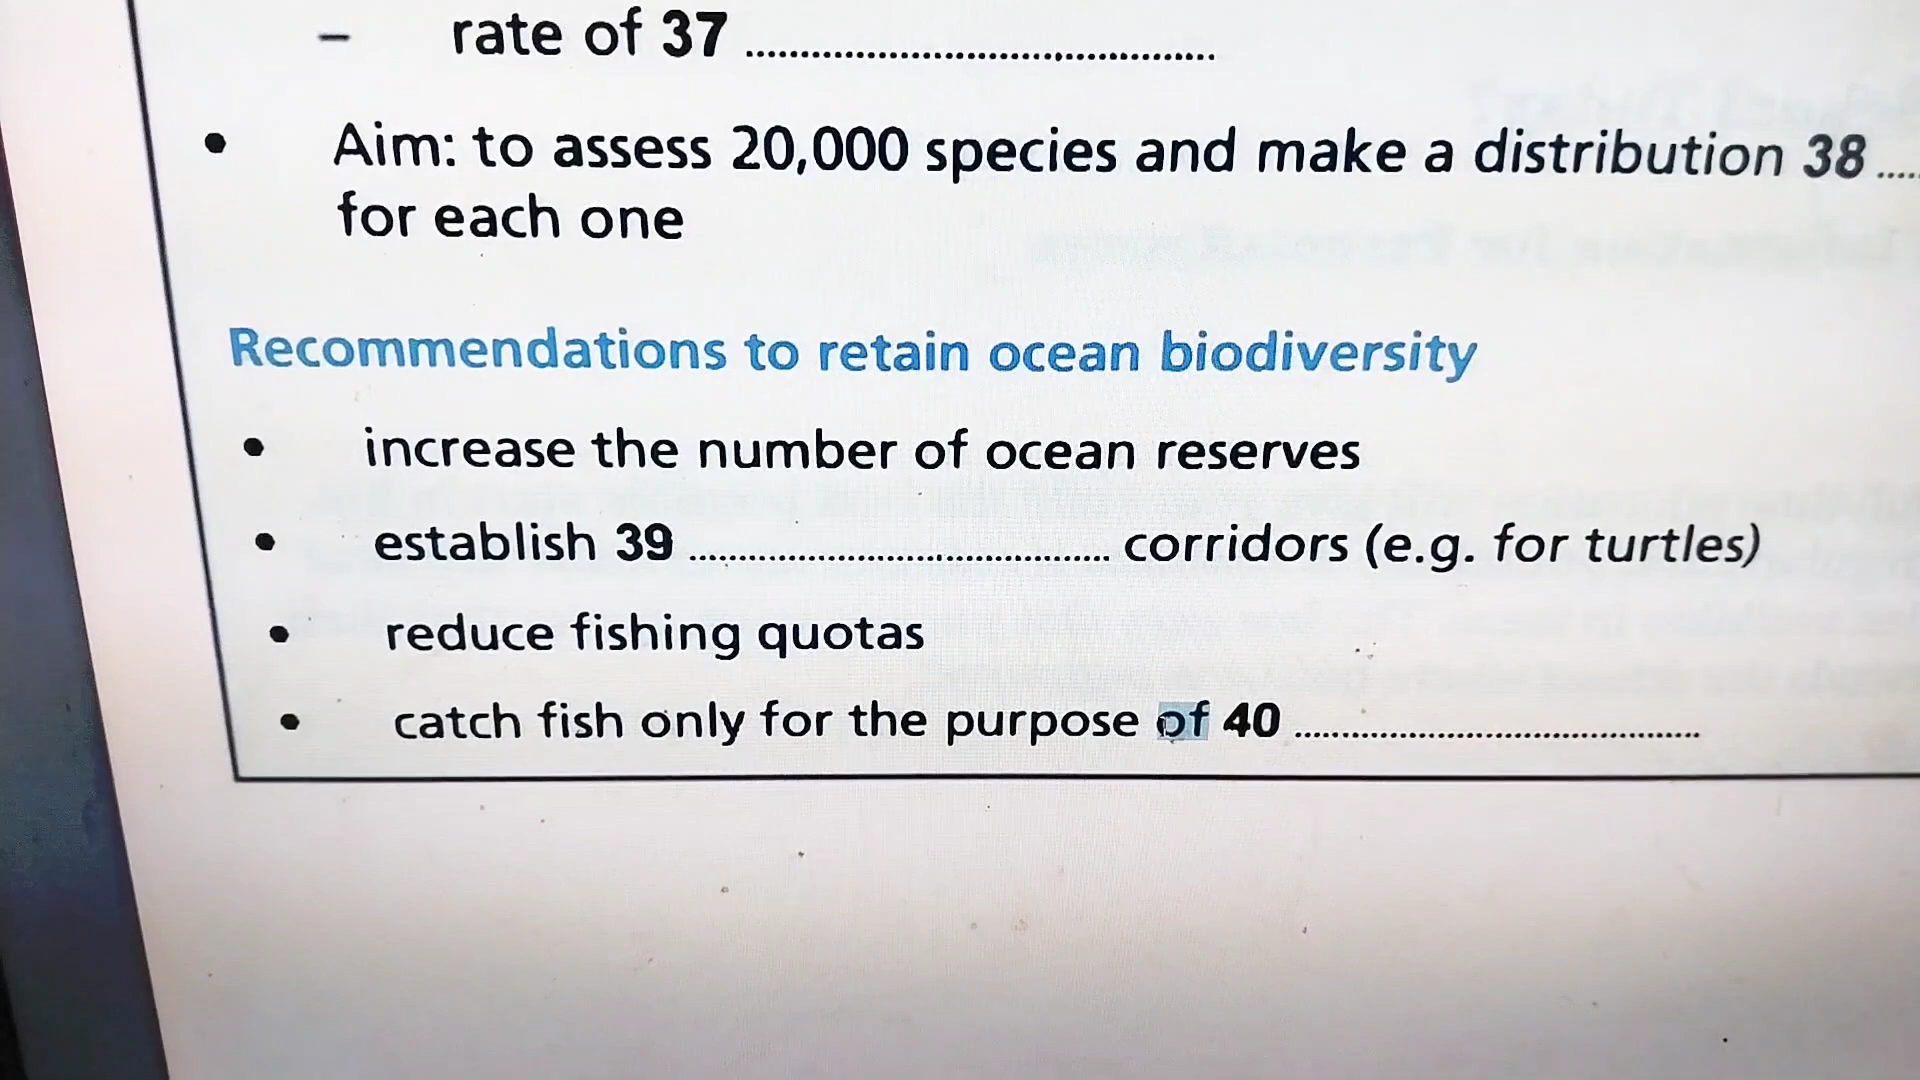 – rate of 37 ........................................
• Aim: to assess 20,000 species and make a distribution 38 .....
for each one
Recommendations to retain ocean biodiversity
• increase the number of ocean reserves
• establish 39 ........................................ corridors (e.g. for turtles)
• reduce fishing quotas
• catch fish only for the purpose of 40 ........................................